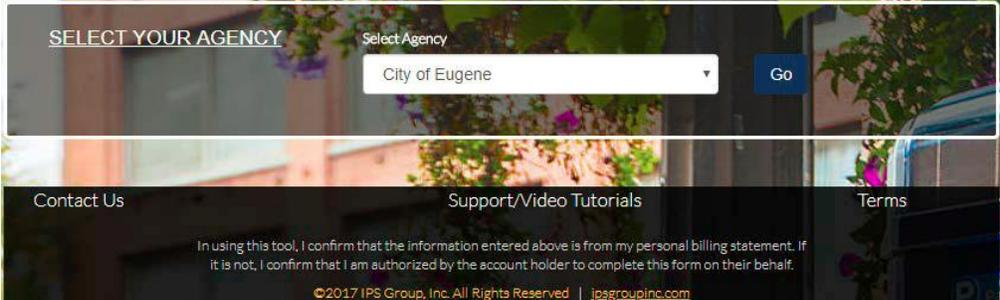 SELECT YOUR AGENCY
Select Agency
City of Eugene
Go
Contact Us
Support/Video Tutorials
Terms
In using this tool, I confirm that the information entered above is from my personal billing statement. If
it is not, I confirm that I am authorized by the account holder to complete this form on their behalf.
©2017 IPS Group, Inc. All Rights Reserved | ipsgroupinc.com